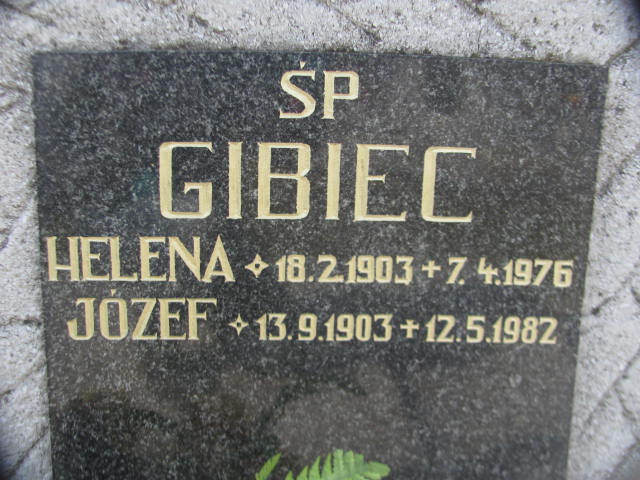 ŚP
GIBIEC
HELENA ✧ 18.2.1903 + 7.4.1976
JÓZEF ✧ 13.9.1903 + 12.5.1982